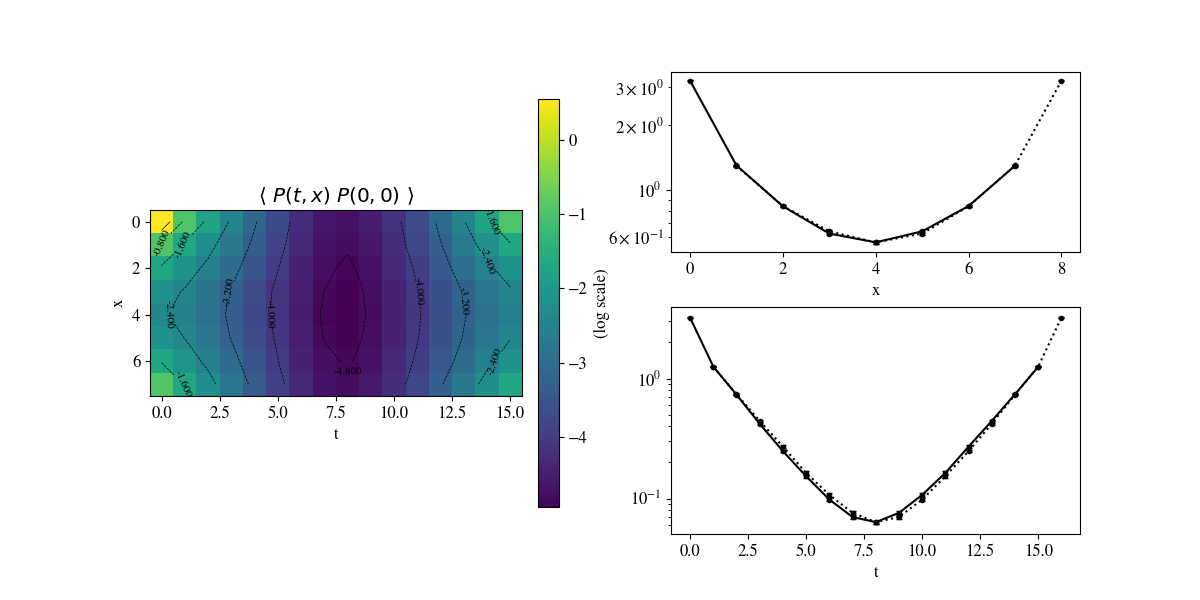 ⟨ P(t, x) P(0, 0) ⟩
0
2
4
6
x
0.0 2.5 5.0 7.5 10.0 12.5 15.0
t
-0.800
-1.600
-2.400
-3.200
-4.000
-4.800
-4.000
-3.200
-2.400
-1.600
-1.600
-2.400
0
−1
−2
−3
−4
(log scale)
3 × 10⁰
2 × 10⁰
10⁰
6 × 10⁻¹
0 2 4 6 8
x
10⁰
10⁻¹
0.0 2.5 5.0 7.5 10.0 12.5 15.0
t